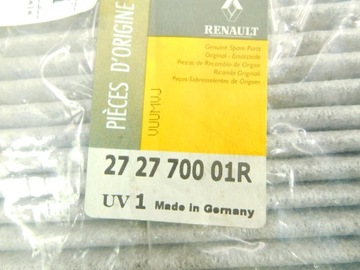 RENAULT
Genuine Spare Parts
Original - Ersatzteile
Piezas de Recambio de Origen
Ricambi Originali
Peças Sobresselentes de Origem
PIÈCES D'ORIGINE
27 27 700 01R
UV 1 Made in Germany